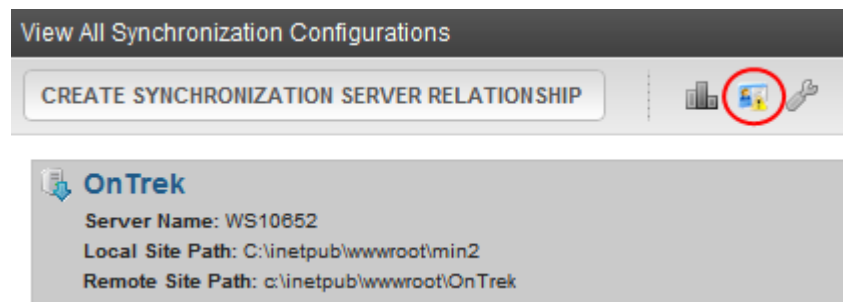 View All Synchronization Configurations
CREATE SYNCHRONIZATION SERVER RELATIONSHIP
OnTrek
Server Name: WS10652
Local Site Path: C:\inetpub\wwwroot\min2
Remote Site Path: c:\inetpub\wwwroot\OnTrek